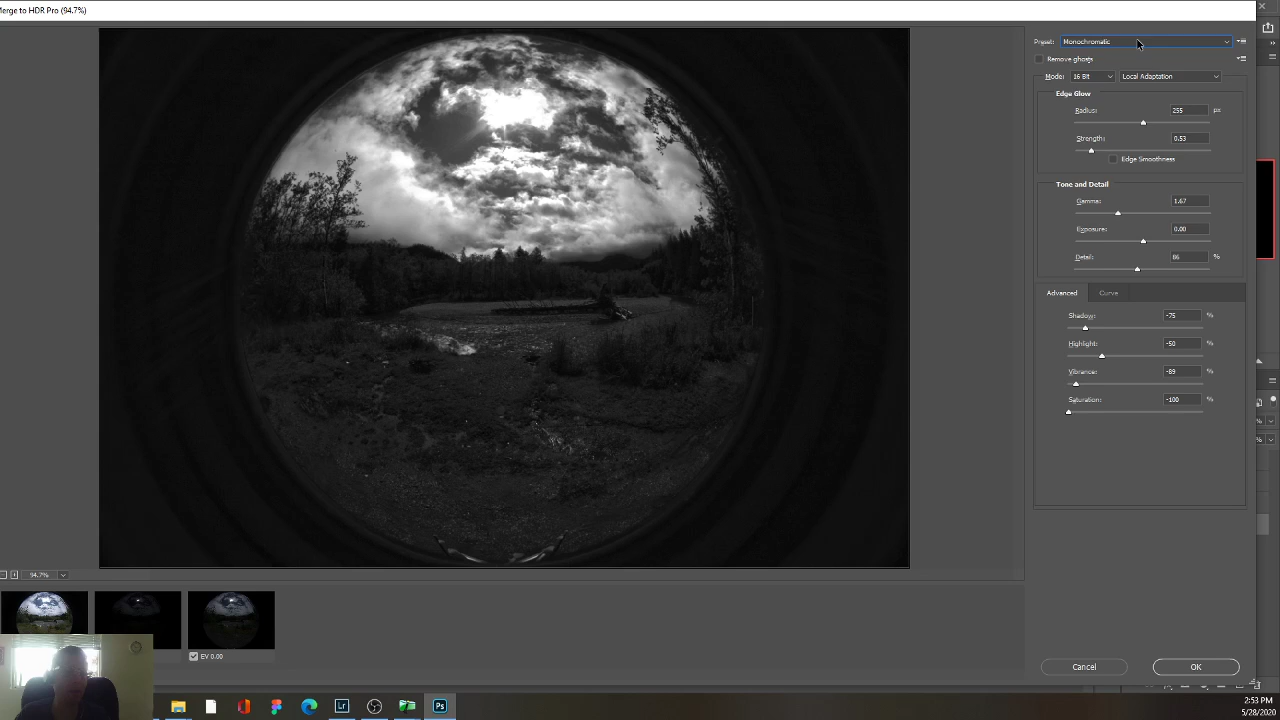 Merge to HDR Pro (94.7%)
Preset: Monochromatic
Remove ghosts
Mode: 16 Bit Local Adaptation
Edge Glow
Radius: 255 px
Strength: 0.53
Edge Smoothness
Tone and Detail
Gamma: 1.67
Exposure: 0.00
Detail: 86 %
Advanced Curve
Shadow: -75 %
Highlight: -50 %
Vibrance: -89 %
Saturation: -100 %
94.7%
EV 0.00
Cancel OK
Lr Ps
2:53 PM
5/28/2020